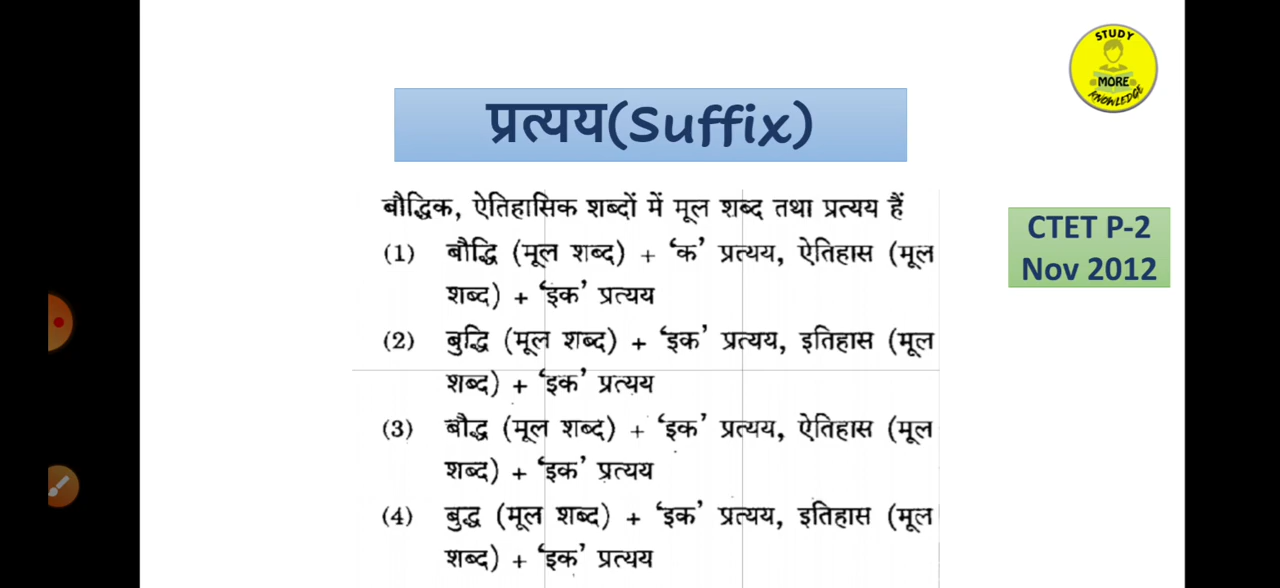 STUDY
MORE
KNOWLEDGE
प्रत्यय(Suffix)
बौद्धिक, ऐतिहासिक शब्दों में मूल शब्द तथा प्रत्यय हैं
CTET P-2
Nov 2012
(1) बौद्धि (मूल शब्द) + 'क' प्रत्यय, ऐतिहास (मूल
शब्द) + 'इक' प्रत्यय
(2) बुद्धि (मूल शब्द) + 'इक' प्रत्यय, इतिहास (मूल
शब्द) + 'इक' प्रत्यय
(3) बौद्ध (मूल शब्द) + 'इक' प्रत्यय, ऐतिहास (मूल
शब्द) + 'इक' प्रत्यय
(4) बुद्ध (मूल शब्द) + 'इक' प्रत्यय, इतिहास (मूल
शब्द) + 'इक' प्रत्यय